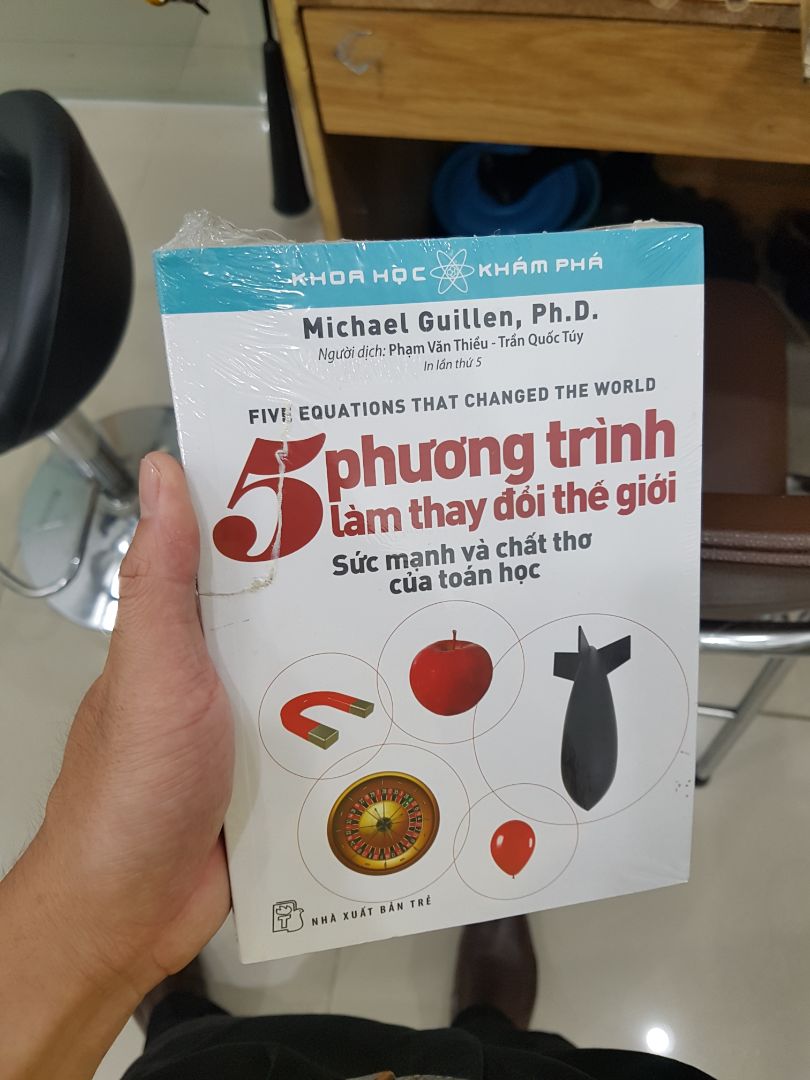 KHOA HỌC KHÁM PHÁ
Michael Guillen, Ph.D.
Người dịch: Phạm Văn Thiều - Trần Quốc Túy
In lần thứ 5
FIVE EQUATIONS THAT CHANGED THE WORLD
5 phương trình
làm thay đổi thế giới
Sức mạnh và chất thơ
của toán học
NHÀ XUẤT BẢN TRẺ